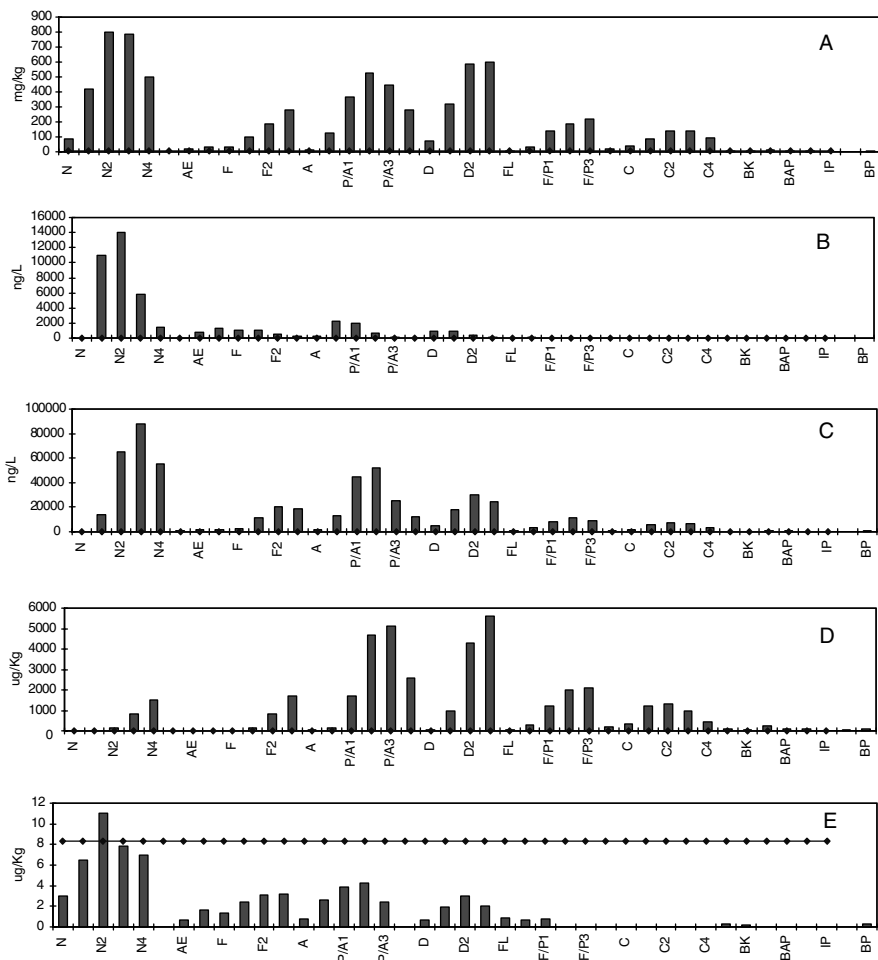 A
mg/kg
900
800
700
600
500
400
300
200
100
0
N N2 N4 AE F F2 A P/A1 P/A3 D D2 FL F/P1 F/P3 C C2 C4 BK BAP IP BP
B
ng/L
16000
14000
12000
10000
8000
6000
4000
2000
0
N N2 N4 AE F F2 A P/A1 P/A3 D D2 FL F/P1 F/P3 C C2 C4 BK BAP IP BP
C
ng/L
100000
80000
60000
40000
20000
0
N N2 N4 AE F F2 A P/A1 P/A3 D D2 FL F/P1 F/P3 C C2 C4 BK BAP IP BP
D
ug/Kg
6000
5000
4000
3000
2000
1000
0
N N2 N4 AE F F2 A P/A1 P/A3 D D2 FL F/P1 F/P3 C C2 C4 BK BAP IP BP
E
ug/Kg
12
10
8
6
4
2
0
N N2 N4 AE F F2 A P/A1 P/A3 D D2 FL F/P1 F/P3 C C2 C4 BK BAP IP BP